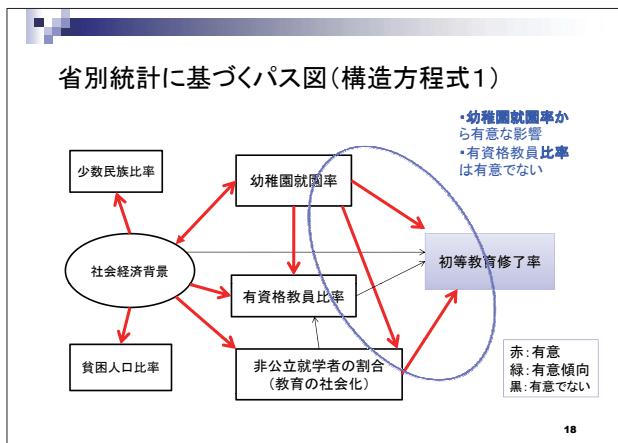 省別統計に基づくパス図(構造方程式1)
・幼稚園就園率か
ら有意な影響
・有資格教員比率
は有意でない
少数民族比率
幼稚園就園率
初等教育修了率
社会経済背景
有資格教員比率
貧困人口比率
非公立就学者の割合
(教育の社会化)
赤:有意
緑:有意傾向
黒:有意でない
18